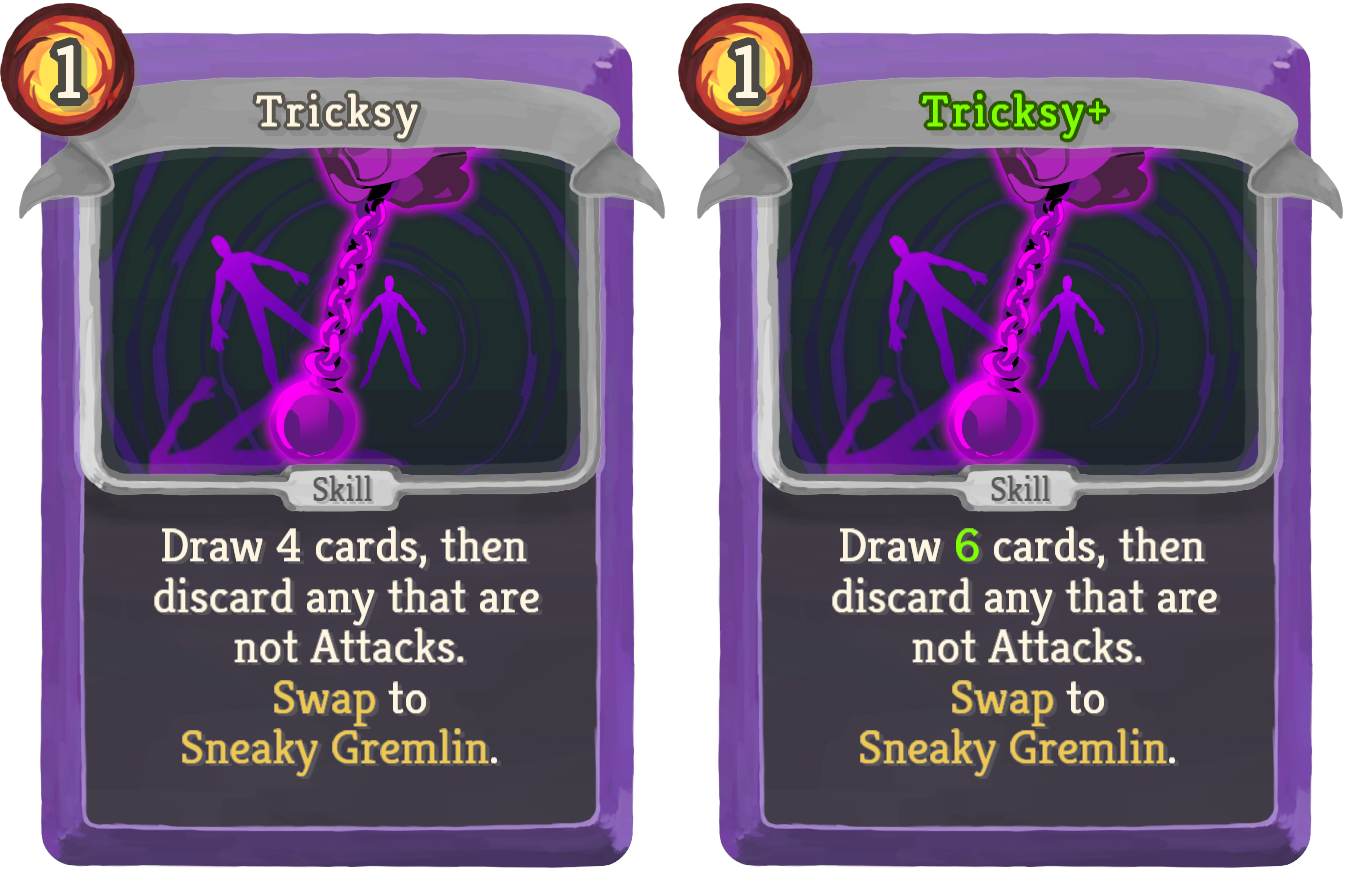 1
Tricksy
Skill
Draw 4 cards, then
discard any that are
not Attacks.
Swap to
Sneaky Gremlin.
1
Tricksy+
Skill
Draw 6 cards, then
discard any that are
not Attacks.
Swap to
Sneaky Gremlin.